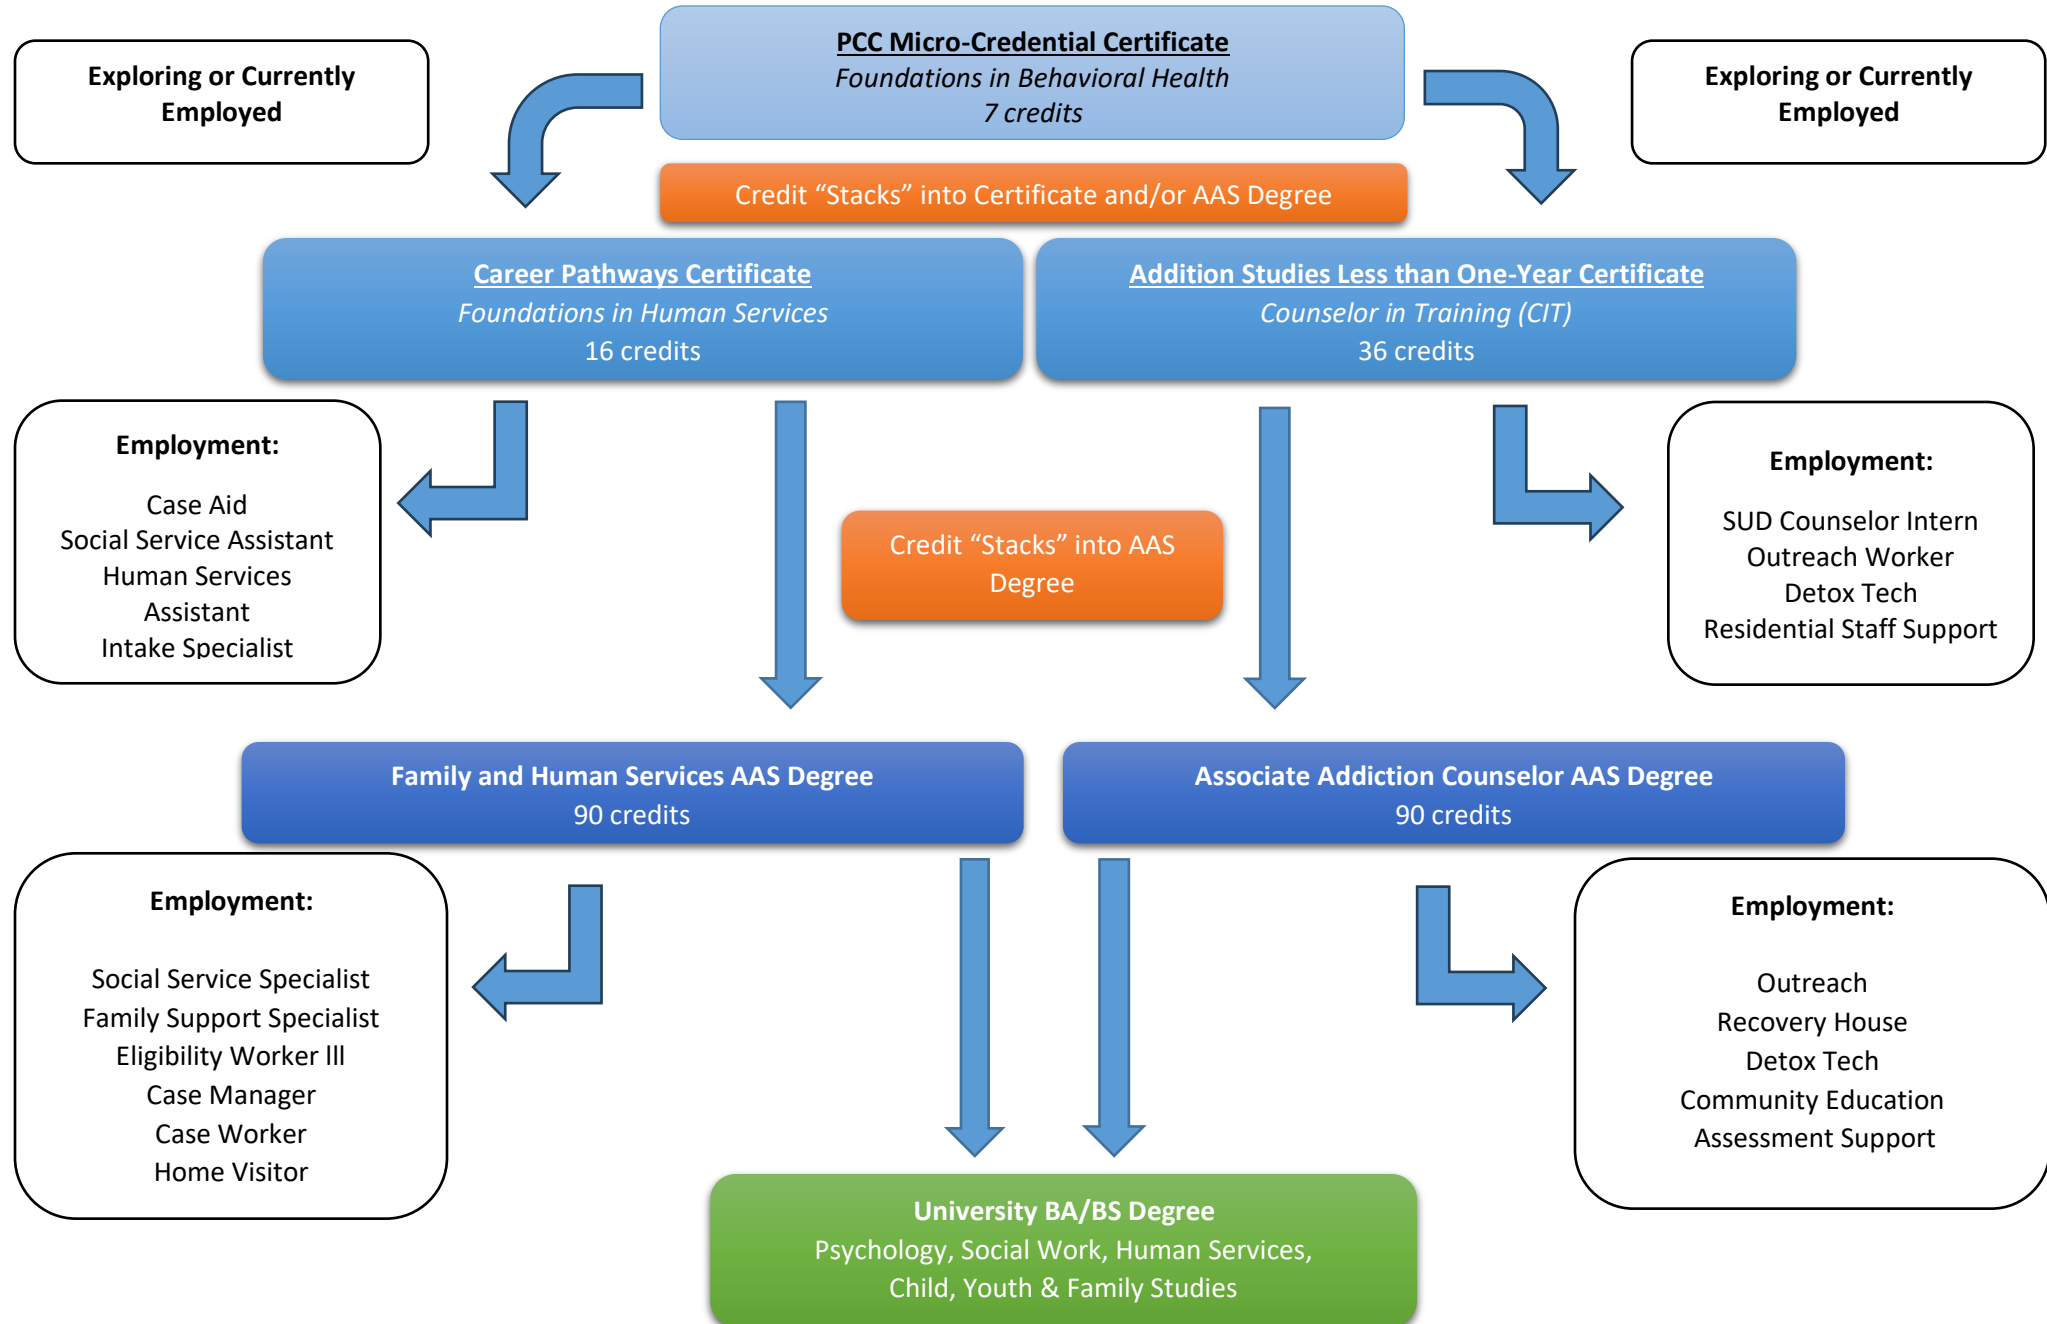 PCC Micro-Credential Certificate
Foundations in Behavioral Health
7 credits
Exploring or Currently
Employed
Exploring or Currently
Employed
Credit “Stacks” into Certificate and/or AAS Degree
Career Pathways Certificate
Foundations in Human Services
16 credits
Addition Studies Less than One-Year Certificate
Counselor in Training (CIT)
36 credits
Employment:
Case Aid
Social Service Assistant
Human Services
Assistant
Intake Specialist
Credit “Stacks” into AAS
Degree
Employment:
SUD Counselor Intern
Outreach Worker
Detox Tech
Residential Staff Support
Family and Human Services AAS Degree
90 credits
Associate Addiction Counselor AAS Degree
90 credits
Employment:
Social Service Specialist
Family Support Specialist
Eligibility Worker lll
Case Manager
Case Worker
Home Visitor
Employment:
Outreach
Recovery House
Detox Tech
Community Education
Assessment Support
University BA/BS Degree
Psychology, Social Work, Human Services,
Child, Youth & Family Studies